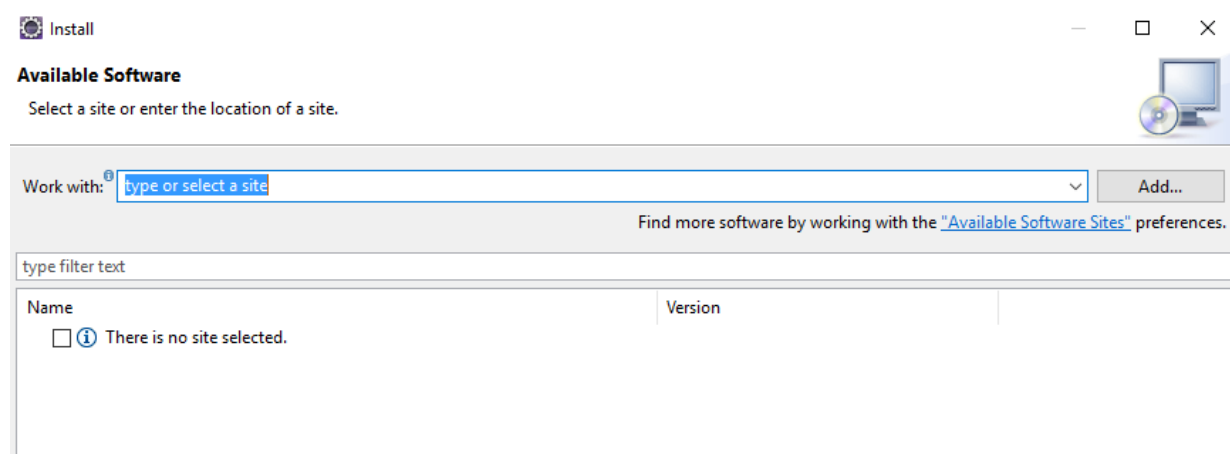 Install
Available Software
Select a site or enter the location of a site.
Work with: type or select a site Add...
Find more software by working with the "Available Software Sites" preferences.
type filter text
Name Version
There is no site selected.